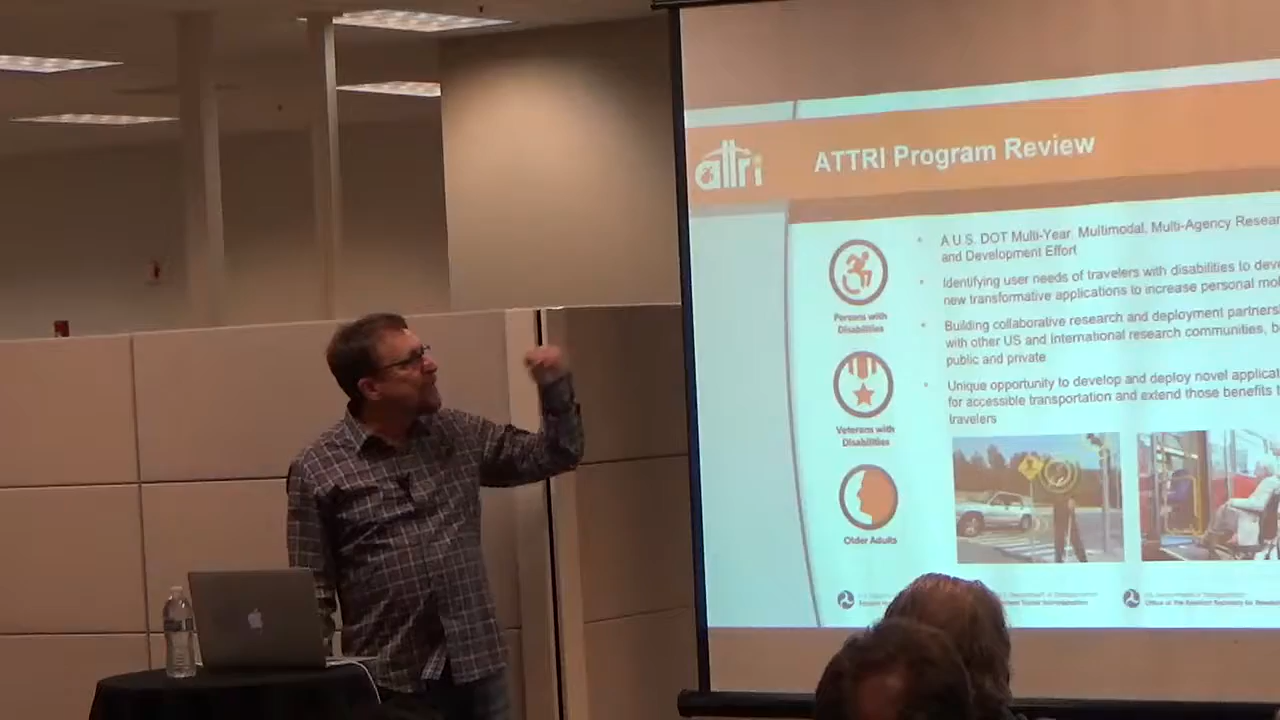 attri
ATTRI Program Review
A U.S. DOT Multi-Year, Multimodal, Multi-Agency
and Development Effort
Identifying user needs of travelers with disabilities to
new transformative applications to increase personal
Building collaborative research and deployment
with other US and International research communities,
public and private
Unique opportunity to develop and deploy novel
for accessible transportation and extend those benefits
travelers
Persons with
Disabilities
Veterans with
Disabilities
Older Adults